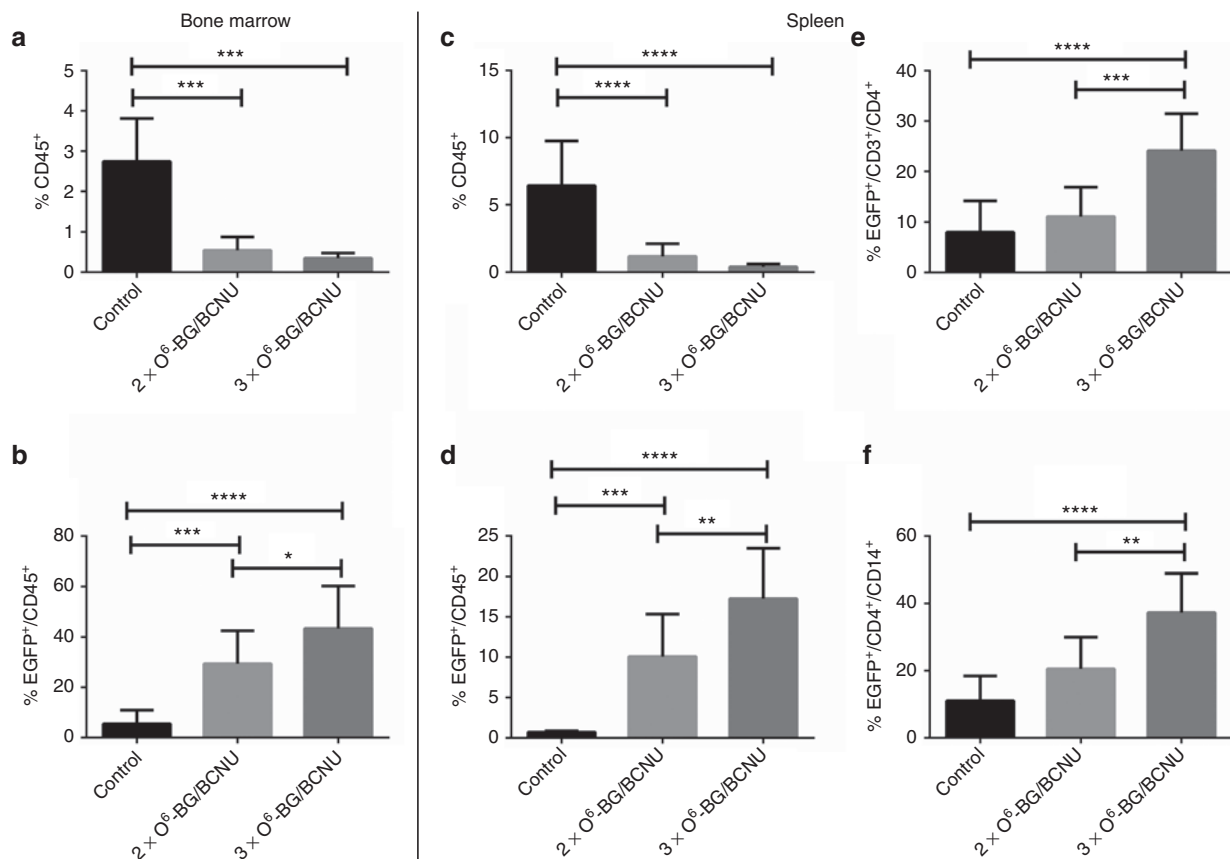 Bone marrow
Spleen
a
***
***
5
4
3
2
1
0
% CD45⁺
Control
2 × O⁶-BG/BCNU
3 × O⁶-BG/BCNU
b
****
***
*
80
60
40
20
0
% EGFP⁺/CD45⁺
Control
2 × O⁶-BG/BCNU
3 × O⁶-BG/BCNU
c
****
****
15
10
5
0
% CD45⁺
Control
2 × O⁶-BG/BCNU
3 × O⁶-BG/BCNU
d
****
***
**
25
20
15
10
5
0
% EGFP⁺/CD45⁺
Control
2 × O⁶-BG/BCNU
3 × O⁶-BG/BCNU
e
****
***
40
30
20
10
0
% EGFP⁺/CD3⁺/CD4⁺
Control
2 × O⁶-BG/BCNU
3 × O⁶-BG/BCNU
f
****
**
60
40
20
0
% EGFP⁺/CD4⁺/CD14⁺
Control
2 × O⁶-BG/BCNU
3 × O⁶-BG/BCNU